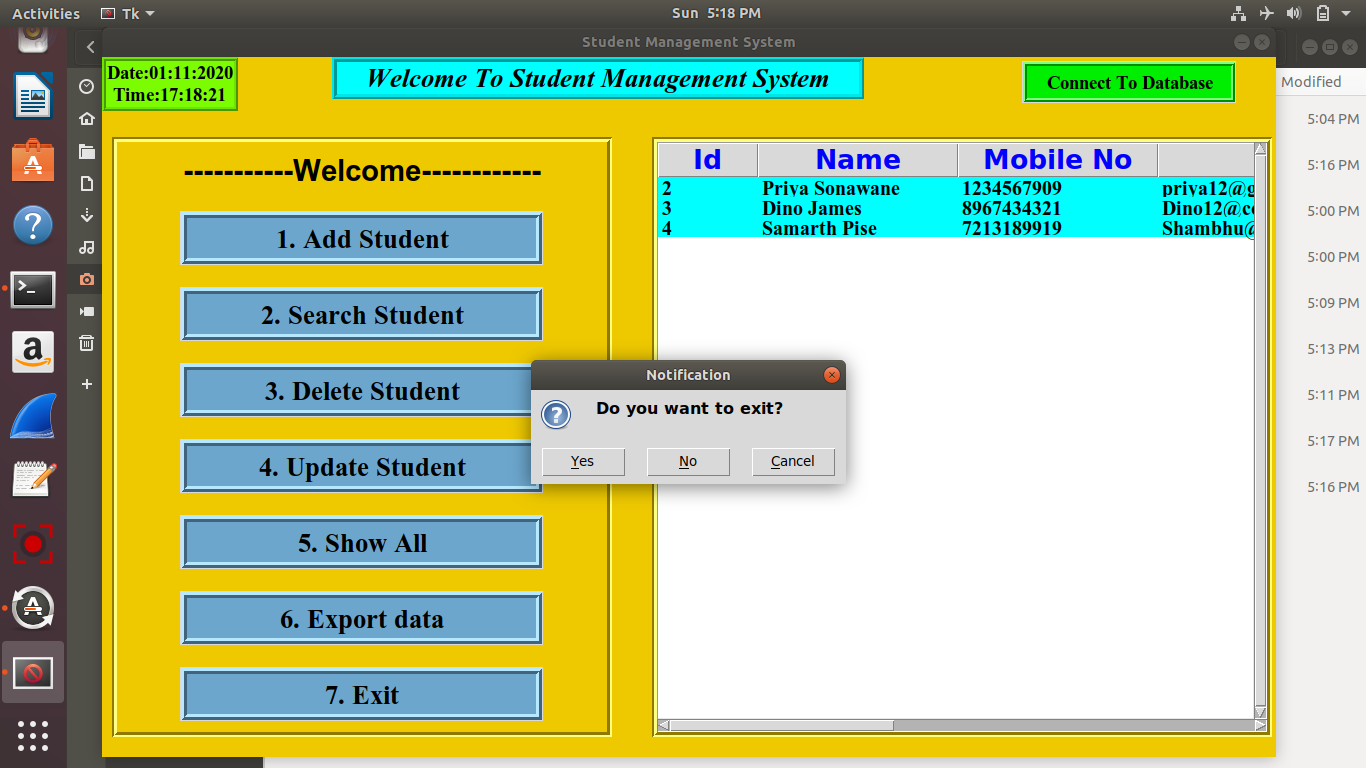 Activities
Tk
Sun 5:18 PM
Student Management System
Date:01:11:2020
Time:17:18:21
Welcome To Student Management System
Connect To Database
Modified
-----------Welcome------------
1. Add Student
2. Search Student
3. Delete Student
4. Update Student
5. Show All
6. Export data
7. Exit
Id Name Mobile No
2 Priya Sonawane 1234567909 priya12@g
3 Dino James 8967434321 Dino12@co
4 Samarth Pise 7213189919 Shambhu@
Notification
Do you want to exit?
Yes No Cancel
5:04 PM
5:16 PM
5:00 PM
5:00 PM
5:09 PM
5:13 PM
5:11 PM
5:17 PM
5:16 PM